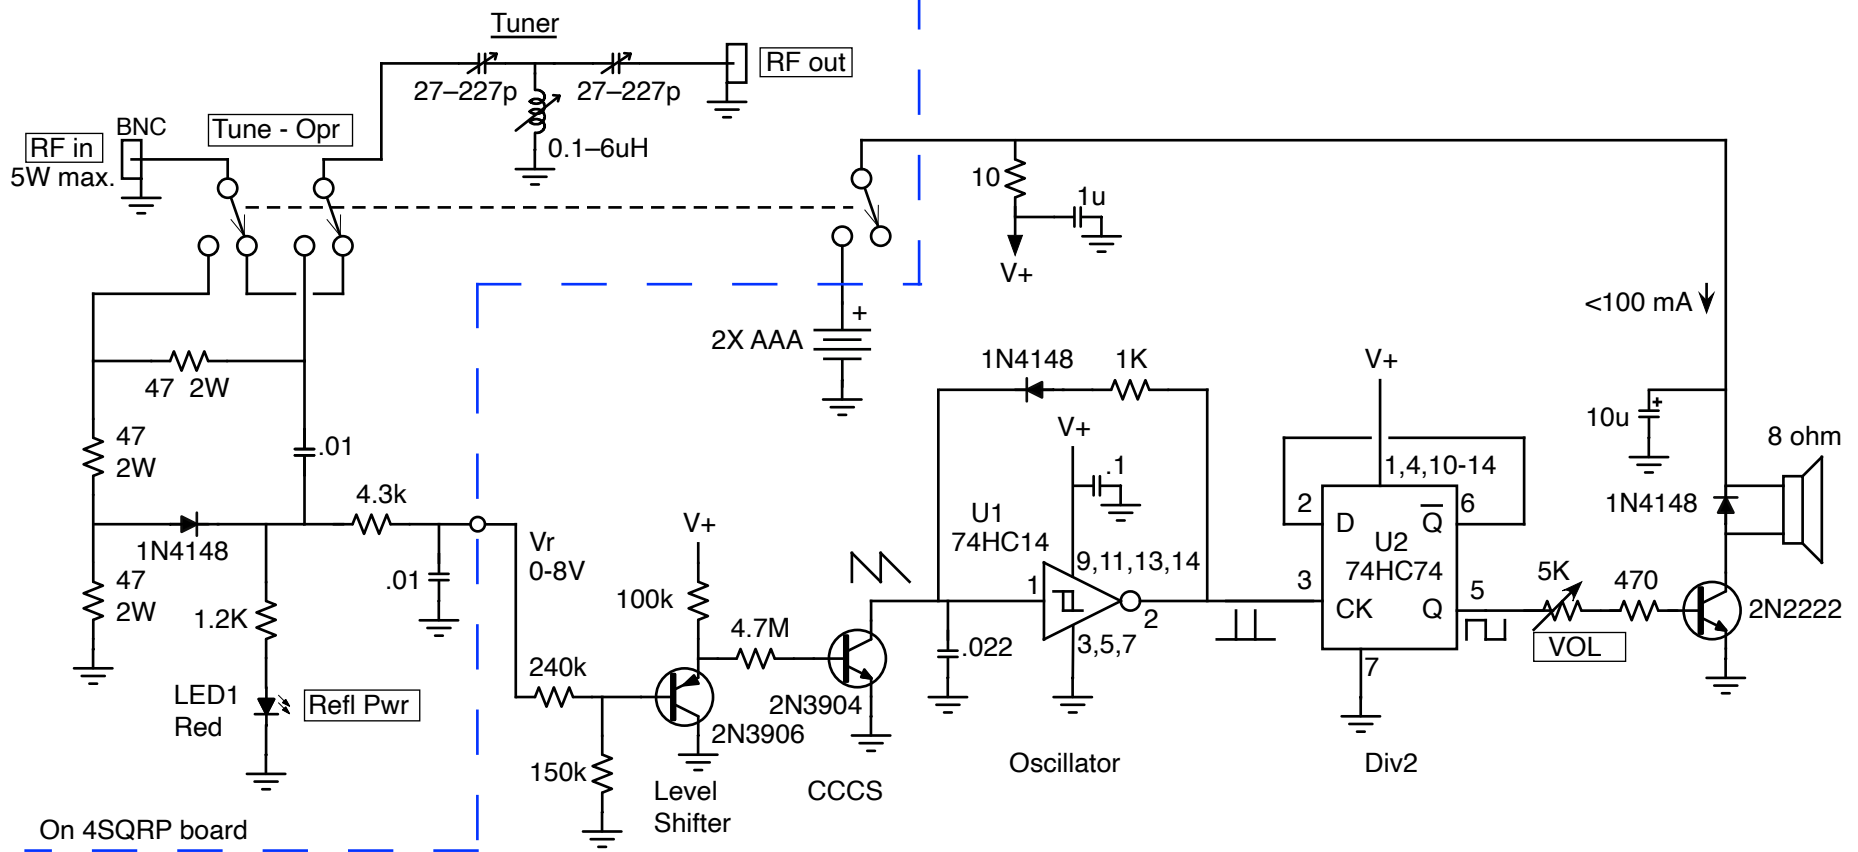 Tuner
27–227p
27–227p
RF out
0.1–6uH
BNC
RF in
5W max.
Tune - Opr
10
1u
V+
2X AAA
+
<100 mA
47 2W
47
2W
.01
4.3k
1N4148
47
2W
1.2K
.01
LED1
Red
Refl Pwr
On 4SQRP board
Vr
0-8V
V+
100k
240k
4.7M
150k
2N3906
2N3904
Level
Shifter
CCCS
1N4148
1K
V+
.1
U1
74HC14
1
9,11,13,14
2
3,5,7
.022
Oscillator
V+
1,4,10-14
2
D
Q
6
U2
74HC74
3
CK
Q
5
7
Div2
5K
VOL
470
10u
+
1N4148
8 ohm
2N2222